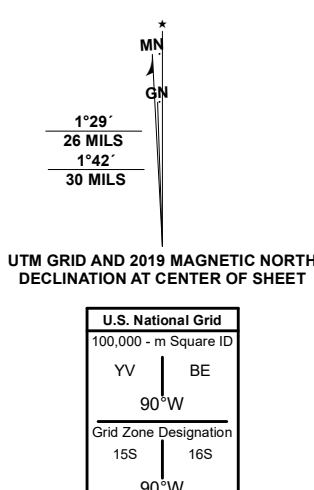 ★
MN
GN
1°29´
26 MILS
1°42´
30 MILS
UTM GRID AND 2019 MAGNETIC NORTH
DECLINATION AT CENTER OF SHEET
U.S. National Grid
100,000 - m Square ID
YV BE
90°W
Grid Zone Designation
15S 16S
90°W